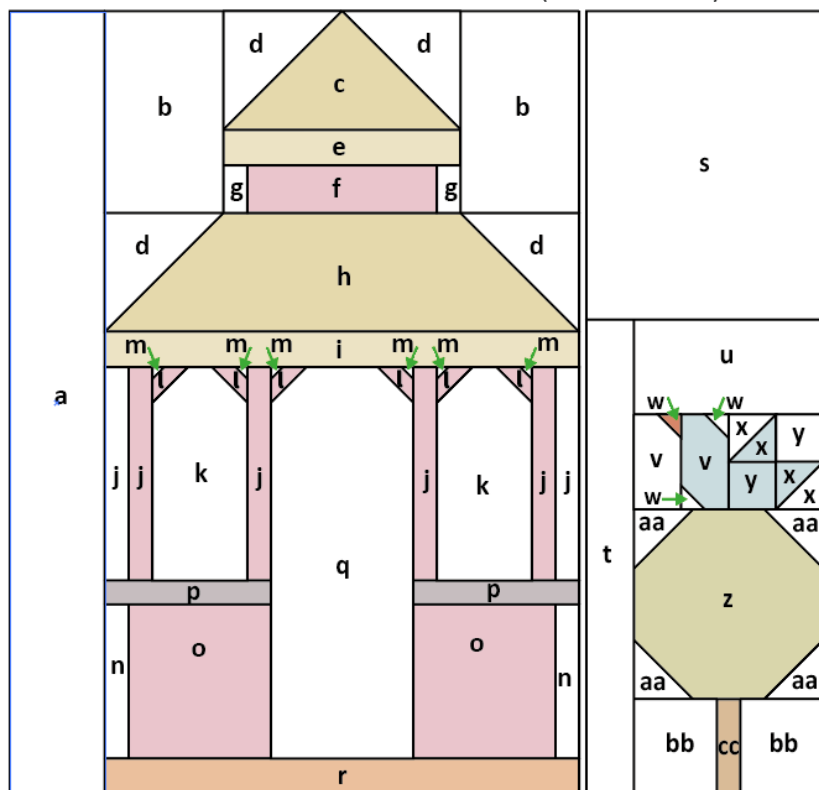 d d
b c b s
e
g f g
d h d
m m m i m m m
u
a l l l l l l
w w
x y
j j k j j k j j v v x
y x
w x
q aa aa
t
p p z
o o
n n aa aa
bb cc bb
r